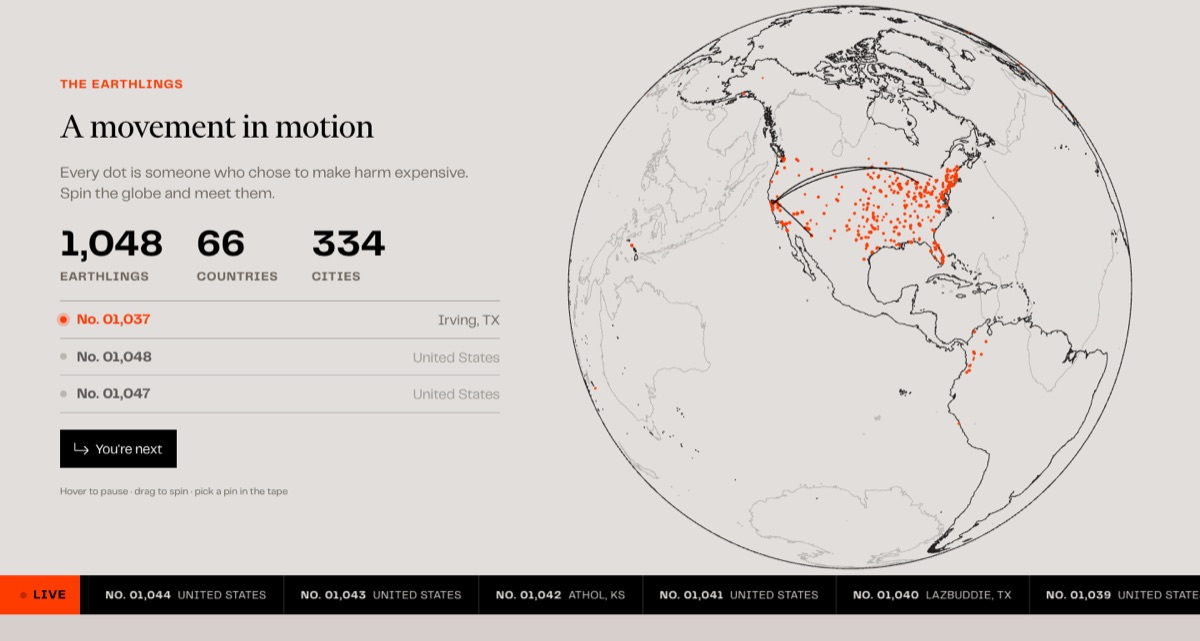 THE EARTHLINGS
A movement in motion
Every dot is someone who chose to make harm expensive.
Spin the globe and meet them.
1,048 66 334
EARTHLINGS COUNTRIES CITIES
No. 01,037 Irving, TX
No. 01,048 United States
No. 01,047 United States
You're next
Hover to pause · drag to spin · pick a pin in the tape
LIVE NO. 01,044 UNITED STATES NO. 01,043 UNITED STATES NO. 01,042 ATHOL, KS NO. 01,041 UNITED STATES NO. 01,040 LAZBUDDIE, TX NO. 01,039 UNITED STATE